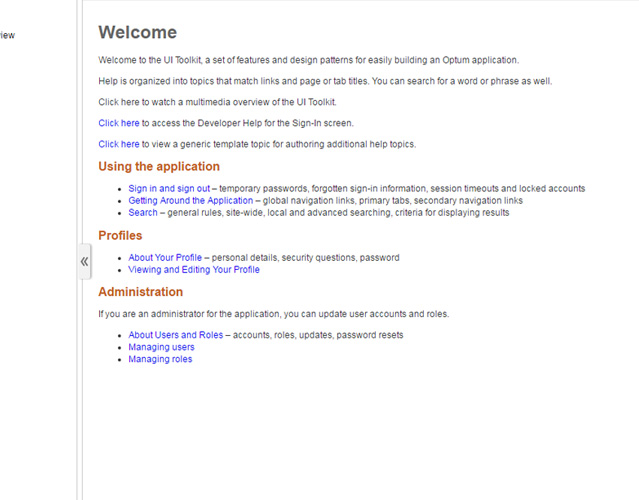 Welcome
Welcome to the UI Toolkit, a set of features and design patterns for easily building an Optum application.
Help is organized into topics that match links and page or tab titles. You can search for a word or phrase as well.
Click here to watch a multimedia overview of the UI Toolkit.
Click here to access the Developer Help for the Sign-In screen.
Click here to view a generic template topic for authoring additional help topics.
Using the application
• Sign in and sign out – temporary passwords, forgotten sign-in information, session timeouts and locked accounts
• Getting Around the Application – global navigation links, primary tabs, secondary navigation links
• Search – general rules, site-wide, local and advanced searching, criteria for displaying results
Profiles
• About Your Profile – personal details, security questions, password
• Viewing and Editing Your Profile
Administration
If you are an administrator for the application, you can update user accounts and roles.
• About Users and Roles – accounts, roles, updates, password resets
• Managing users
• Managing roles